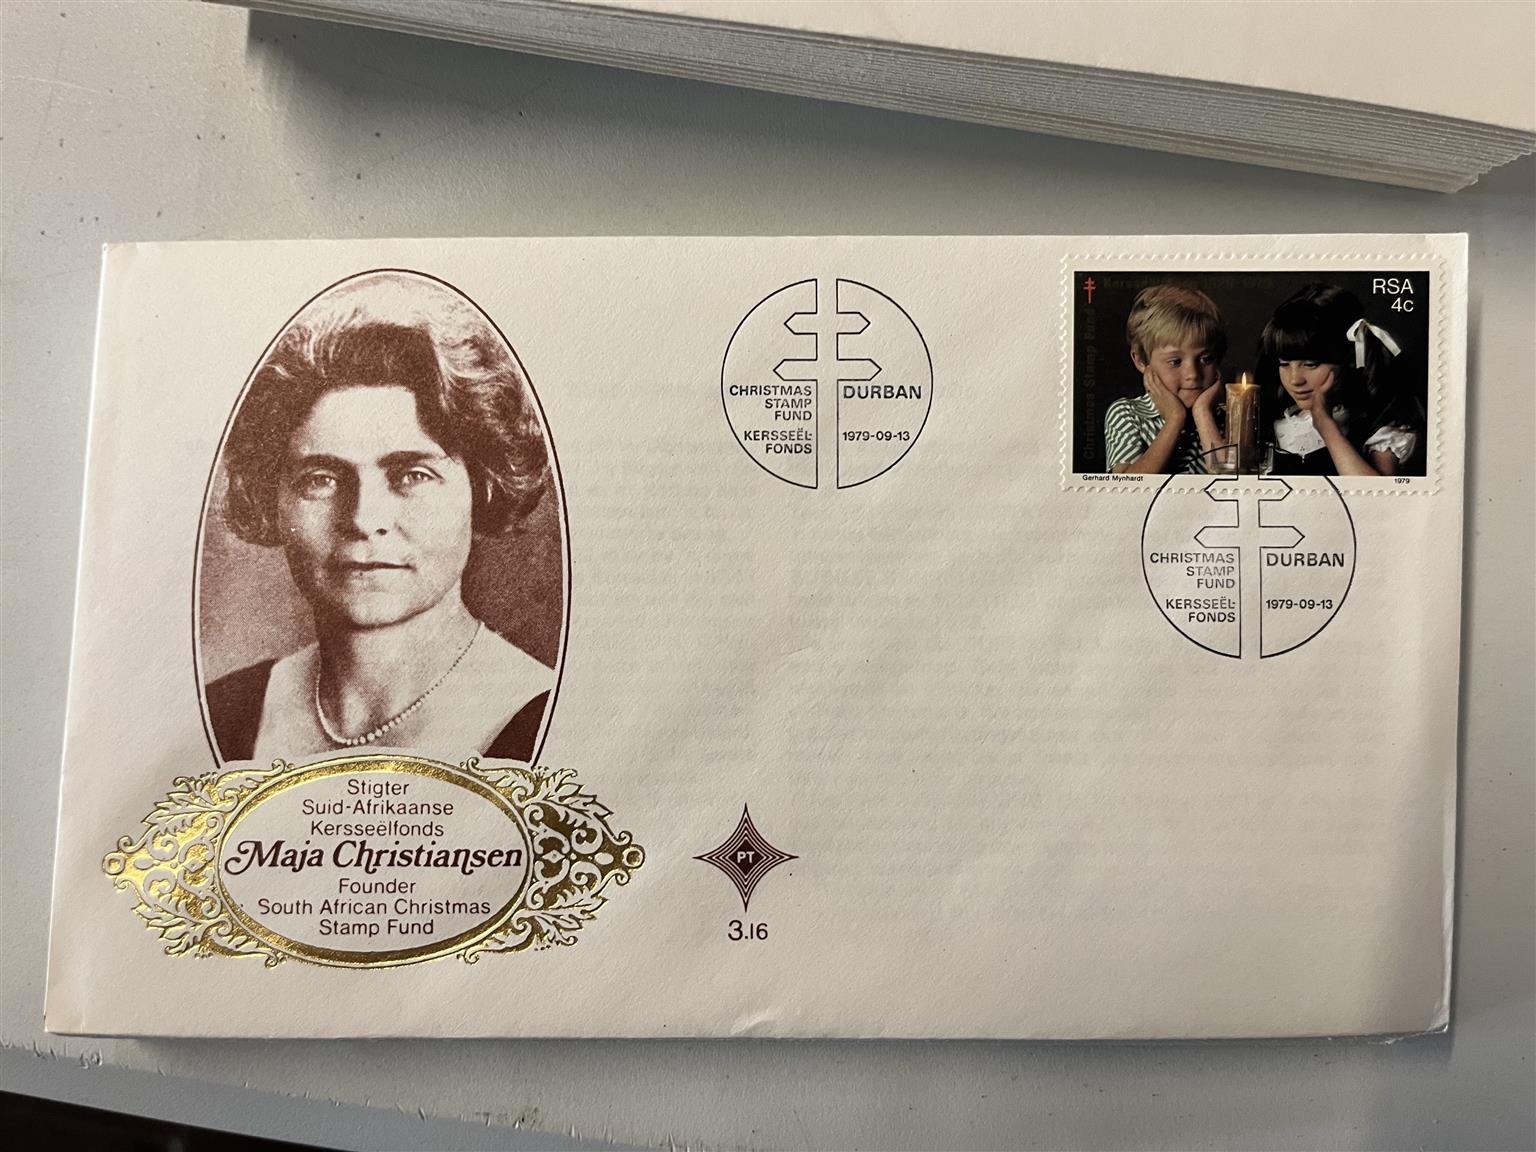 Stigter
Suid-Afrikaanse
Kersseëlfonds
Maja Christiansen
Founder
South African Christmas
Stamp Fund
PT
3.16
CHRISTMAS
STAMP
FUND
KERSSEËL-
FONDS
DURBAN
1979-09-13
RSA
4c
Christmas Stamp Fund
Gerhard Mynhardt
1979
CHRISTMAS
STAMP
FUND
KERSSEËL-
FONDS
DURBAN
1979-09-13